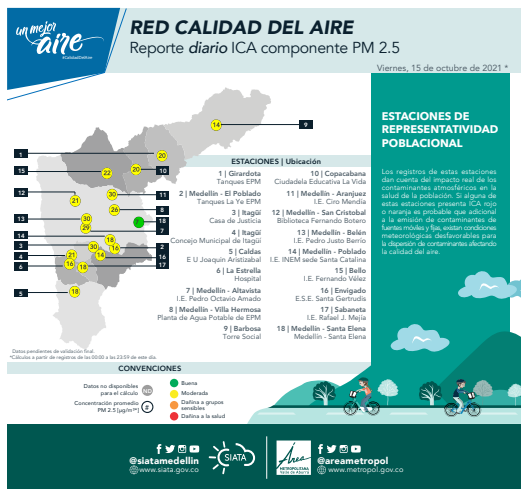 un mejor
aire
#CalidadDelAire
RED CALIDAD DEL AIRE
Reporte diario ICA componente PM 2.5
Viernes, 15 de octubre de 2021 *
ESTACIONES DE
REPRESENTATIVIDAD
POBLACIONAL
Los registros de estas estaciones
dan cuenta del impacto real de los
contaminantes atmosféricos en la
salud de la población. Si alguna de
estas estaciones presenta ICA rojo
o naranja es probable que adicional
a la emisión de contaminantes de
fuentes móviles y fijas, existan condiciones
meteorológicas desfavorables para
la dispersión de contaminantes afectando
la calidad del aire.
14
9
1
20
15
22
20
10
12
21
30
11
26
8
13
30
7
18
29
7
14
18
3
30
16
2
4
21
14
16
6
16
18
17
5
18
ESTACIONES | Ubicación
1 | Girardota
Tanques EPM
2 | Medellín - El Poblado
Tanques La Ye EPM
3 | Itagüí
Casa de Justicia
4 | Itagüí
Concejo Municipal de Itagüí
5 | Caldas
E U Joaquín Aristizabal
6 | La Estrella
Hospital
7 | Medellín - Altavista
I.E. Pedro Octavio Amado
8 | Medellín - Villa Hermosa
Planta de Agua Potable de EPM
9 | Barbosa
Torre Social
10 | Copacabana
Ciudadela Educativa La Vida
11 | Medellín - Aranjuez
I.E. Ciro Mendía
12 | Medellín - San Cristobal
Biblioteca Fernando Botero
13 | Medellín - Belén
I.E. Pedro Justo Berrio
14 | Medellín - Poblado
I.E. INEM sede Santa Catalina
15 | Bello
I.E. Fernando Vélez
16 | Envigado
E.S.E. Santa Gertrudis
17 | Sabaneta
I.E. Rafael J. Mejía
18 | Medellín - Santa Elena
Medellín - Santa Elena
Datos pendientes de validación final.
*Cálculos a partir de registros de las 00:00 a las 23:59 de este día.
CONVENCIONES
Datos no disponibles
para el cálculo
ND
Concentración promedio
PM 2.5 [µg/m³]
#
Buena
Moderada
Dañina a grupos
sensibles
Dañina a la salud
@siatamedellin
www.siata.gov.co
SIATA
Área
METROPOLITANA
Valle de Aburrá
@areametropol
www.metropol.gov.co